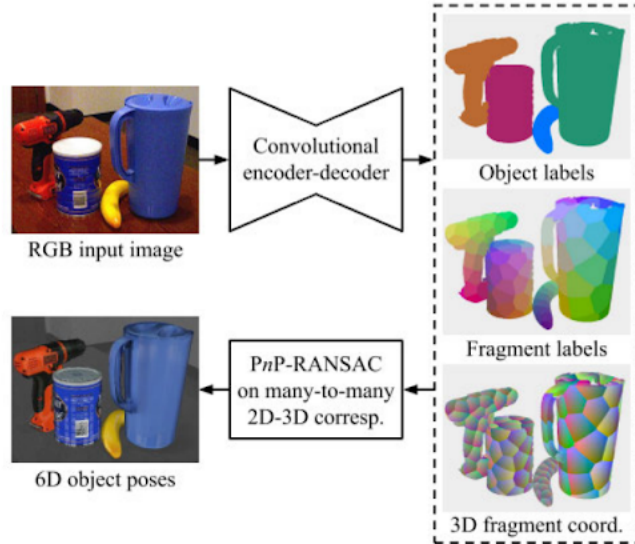 RGB input image
Convolutional
encoder-decoder
Object labels
Fragment labels
3D fragment coord.
PnP-RANSAC
on many-to-many
2D-3D corresp.
6D object poses